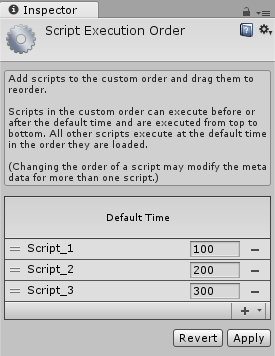 Inspector
Script Execution Order
Add scripts to the custom order and drag them to
reorder.
Scripts in the custom order can execute before or
after the default time and are executed from top to
bottom. All other scripts execute at the default time
in the order they are loaded.
(Changing the order of a script may modify the meta
data for more than one script.)
Default Time
Script_1 100
Script_2 200
Script_3 300
Revert Apply